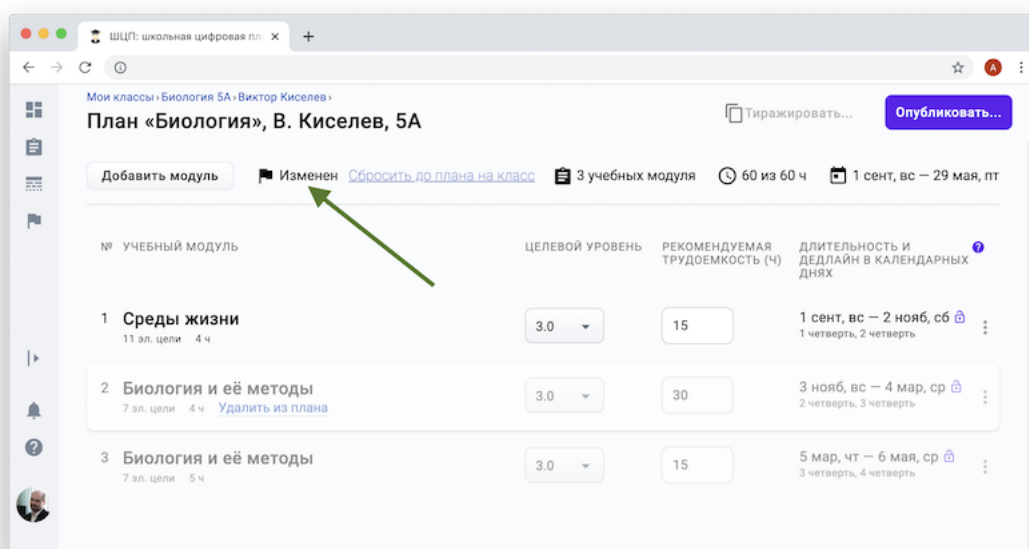 ШЦП: школьная цифровая пл
Мои классы › Биология 5А › Виктор Киселев ›
План «Биология», В. Киселев, 5А
Тиражировать...
Опубликовать...
Добавить модуль
Изменен
Сбросить до плана на класс
3 учебных модуля
60 из 60 ч
1 сент, вс — 29 мая, пт
№ УЧЕБНЫЙ МОДУЛЬ
ЦЕЛЕВОЙ УРОВЕНЬ
РЕКОМЕНДУЕМАЯ
ТРУДОЕМКОСТЬ (Ч)
ДЛИТЕЛЬНОСТЬ И
ДЕДЛАЙН В КАЛЕНДАРНЫХ
ДНЯХ
1 Среды жизни
11 эл. цели 4 ч
3.0
15
1 сент, вс — 2 нояб, сб
1 четверть, 2 четверть
2 Биология и её методы
7 эл. цели 4 ч Удалить из плана
3.0
30
3 нояб, вс — 4 мар, ср
2 четверть, 3 четверть
3 Биология и её методы
7 эл. цели 5 ч
3.0
15
5 мар, чт — 6 мая, ср
3 четверть, 4 четверть